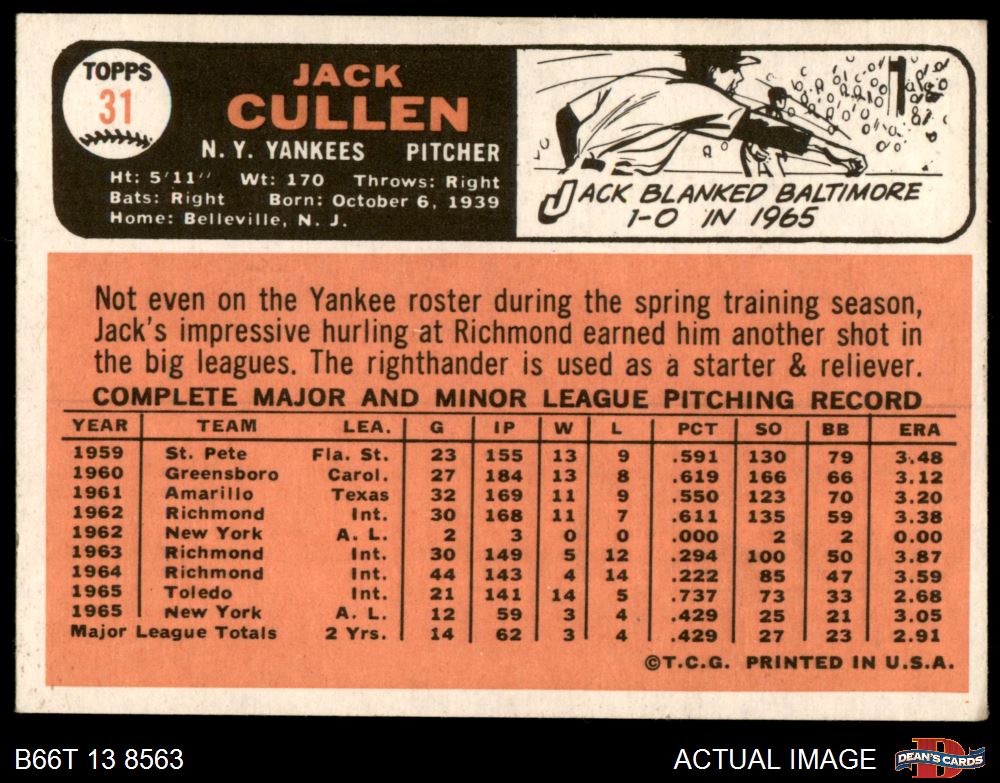 TOPPS
31
JACK
CULLEN
N. Y. YANKEES PITCHER
Ht: 5'11" Wt: 170 Throws: Right
Bats: Right Born: October 6, 1939
Home: Belleville, N. J.
JACK BLANKED BALTIMORE
1-0 IN 1965
Not even on the Yankee roster during the spring training season,
Jack's impressive hurling at Richmond earned him another shot in
the big leagues. The righthander is used as a starter & reliever.
COMPLETE MAJOR AND MINOR LEAGUE PITCHING RECORD
YEAR TEAM LEA. G IP W L PCT SO BB ERA
1959 St. Pete Fla. St. 23 155 13 9 .591 130 79 3.48
1960 Greensboro Carol. 27 184 13 8 .619 166 66 3.12
1961 Amarillo Texas 32 169 11 9 .550 123 70 3.20
1962 Richmond Int. 30 168 11 7 .611 135 59 3.38
1962 New York A. L. 2 3 0 0 .000 2 2 0.00
1963 Richmond Int. 30 149 5 12 .294 100 50 3.87
1964 Richmond Int. 44 143 4 14 .222 85 47 3.59
1965 Toledo Int. 21 141 14 5 .737 73 33 2.68
1965 New York A. L. 12 59 3 4 .429 25 21 3.05
Major League Totals 2 Yrs. 14 62 3 4 .429 27 23 2.91
©T.C.G. PRINTED IN U.S.A.
B66T 13 8563
ACTUAL IMAGE
DEAN'S CARDS